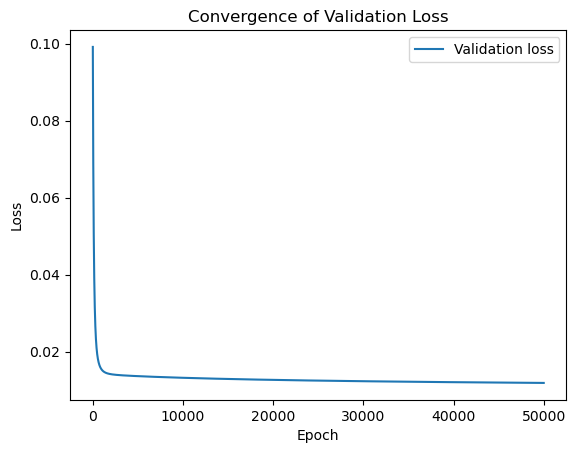 Convergence of Validation Loss
Validation loss
0.10
0.08
0.06
0.04
0.02
Loss
0 10000 20000 30000 40000 50000
Epoch